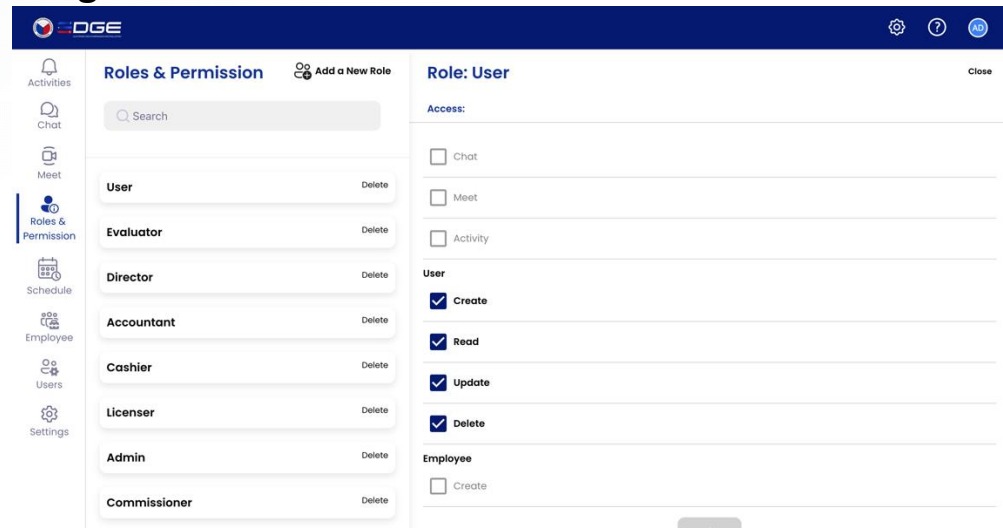 EDGE
AD
Activities
Chat
Meet
Roles &
Permission
Schedule
Employee
Users
Settings
Roles & Permission
Add a New Role
Search
User Delete
Evaluator Delete
Director Delete
Accountant Delete
Cashier Delete
Licenser Delete
Admin Delete
Commissioner Delete
Role: User
Close
Access:
Chat
Meet
Activity
User
Create
Read
Update
Delete
Employee
Create